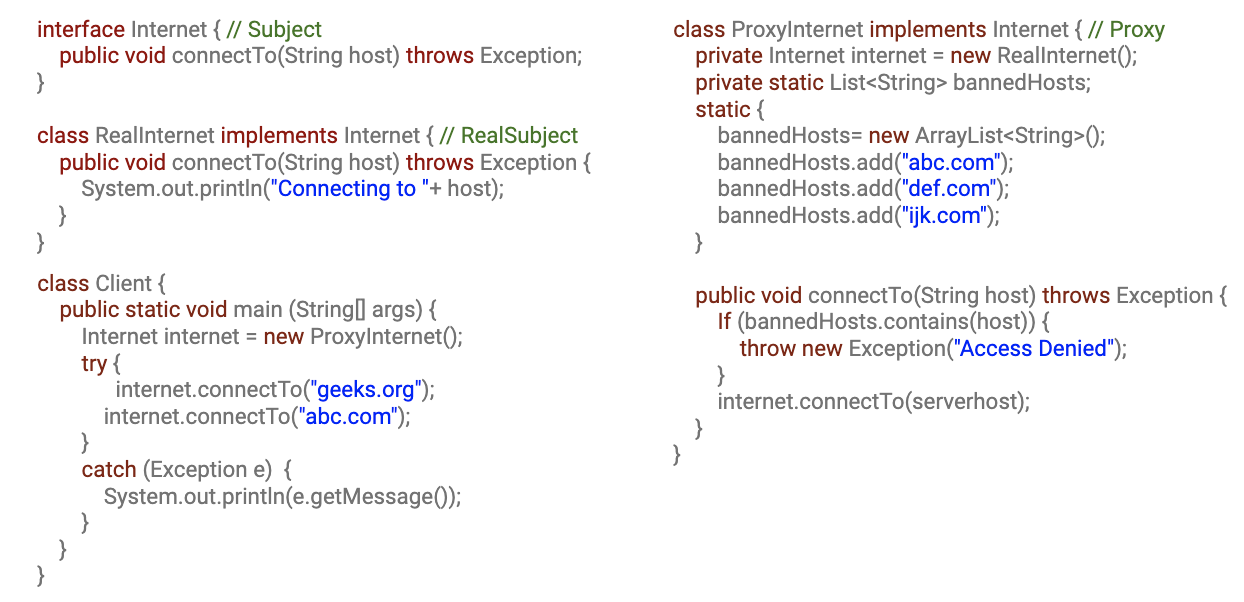 interface Internet { // Subject
public void connectTo(String host) throws Exception;
}
class RealInternet implements Internet { // RealSubject
public void connectTo(String host) throws Exception {
System.out.println("Connecting to "+ host);
}
}
class Client {
public static void main (String[] args) {
Internet internet = new ProxyInternet();
try {
internet.connectTo("geeks.org");
internet.connectTo("abc.com");
}
catch (Exception e)  {
System.out.println(e.getMessage());
}
}
}
class ProxyInternet implements Internet { // Proxy
private Internet internet = new RealInternet();
private static List<String> bannedHosts;
static {
bannedHosts= new ArrayList<String>();
bannedHosts.add("abc.com");
bannedHosts.add("def.com");
bannedHosts.add("ijk.com");
}
public void connectTo(String host) throws Exception {
If (bannedHosts.contains(host)) {
throw new Exception("Access Denied");
}
internet.connectTo(serverhost);
}
}